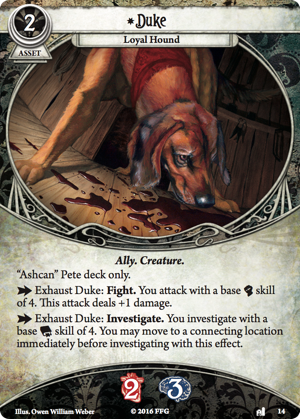 2
Duke
ASSET
Loyal Hound
Ally. Creature.
“Ashcan” Pete deck only.
Exhaust Duke: Fight. You attack with a base skill
of 4. This attack deals +1 damage.
Exhaust Duke: Investigate. You investigate with a
base skill of 4. You may move to a connecting location
immediately before investigating with this effect.
2 3
Illus. Owen William Weber © 2016 FFG 14